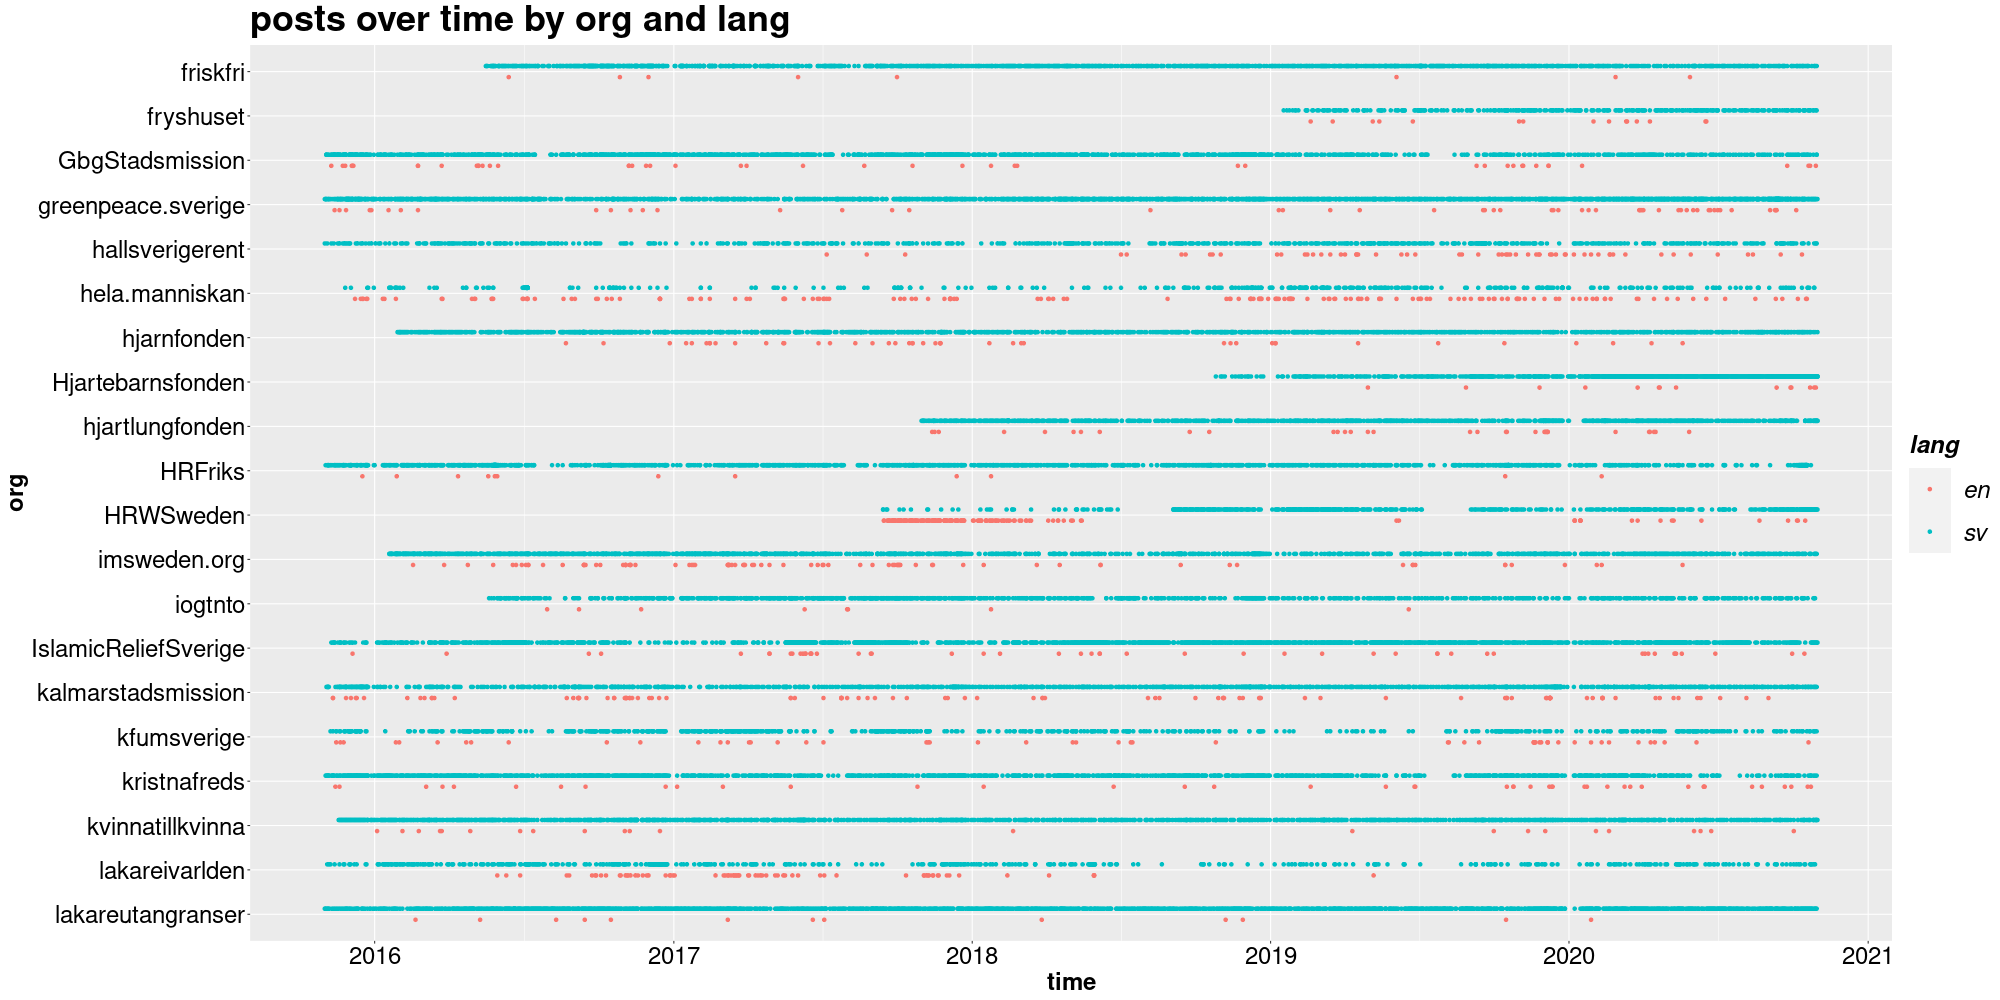 posts over time by org and lang
friskfri
fryshuset
GbgStadsmission
greenpeace.sverige
hallsverigerent
hela.manniskan
hjarnfonden
Hjartebarnsfonden
hjartlungfonden
HRFriks
HRWSweden
imsweden.org
iogtnto
IslamicReliefSverige
kalmarstadsmission
kfumsverige
kristnafreds
kvinnatillkvinna
lakareivarlden
lakareutangranser
org
2016 2017 2018 2019 2020 2021
time
lang
en
sv